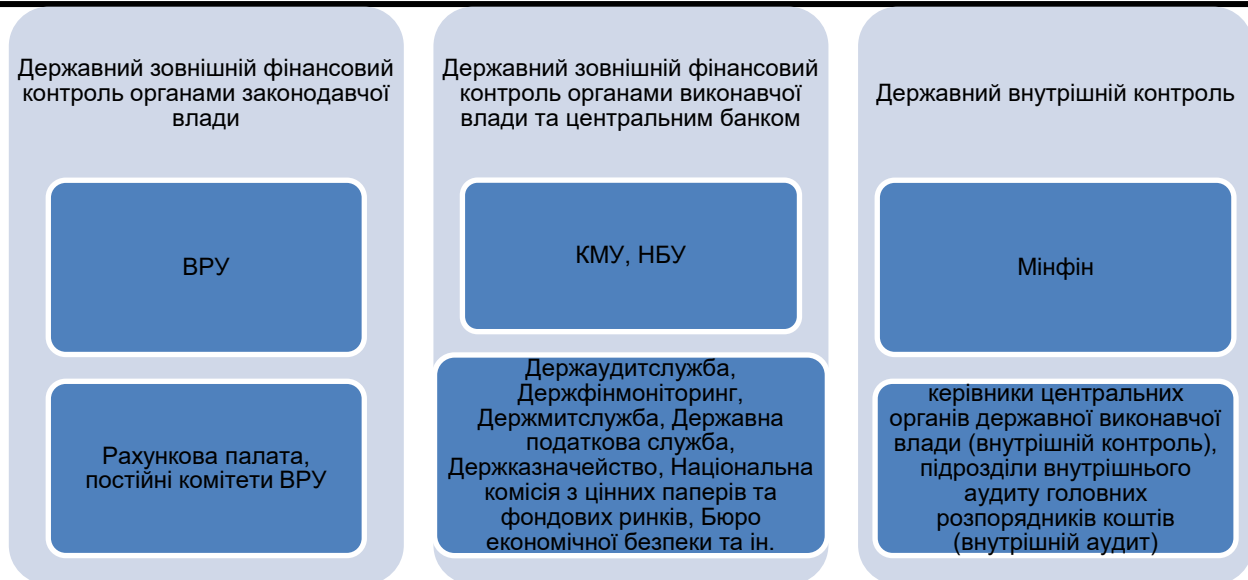 Державний зовнішній фінансовий
контроль органами законодавчої
влади
ВРУ
Рахункова палата,
постійні комітети ВРУ
Державний зовнішній фінансовий
контроль органами виконавчої
влади та центральним банком
КМУ, НБУ
Держаудитслужба,
Держфінмоніторинг,
Держмитслужба, Державна
податкова служба,
Держказначейство, Національна
комісія з цінних паперів та
фондових ринків, Бюро
економічної безпеки та ін.
Державний внутрішній контроль
Мінфін
керівники центральних
органів державної виконавчої
влади (внутрішній контроль),
підрозділи внутрішнього
аудиту головних
розпорядників коштів
(внутрішній аудит)